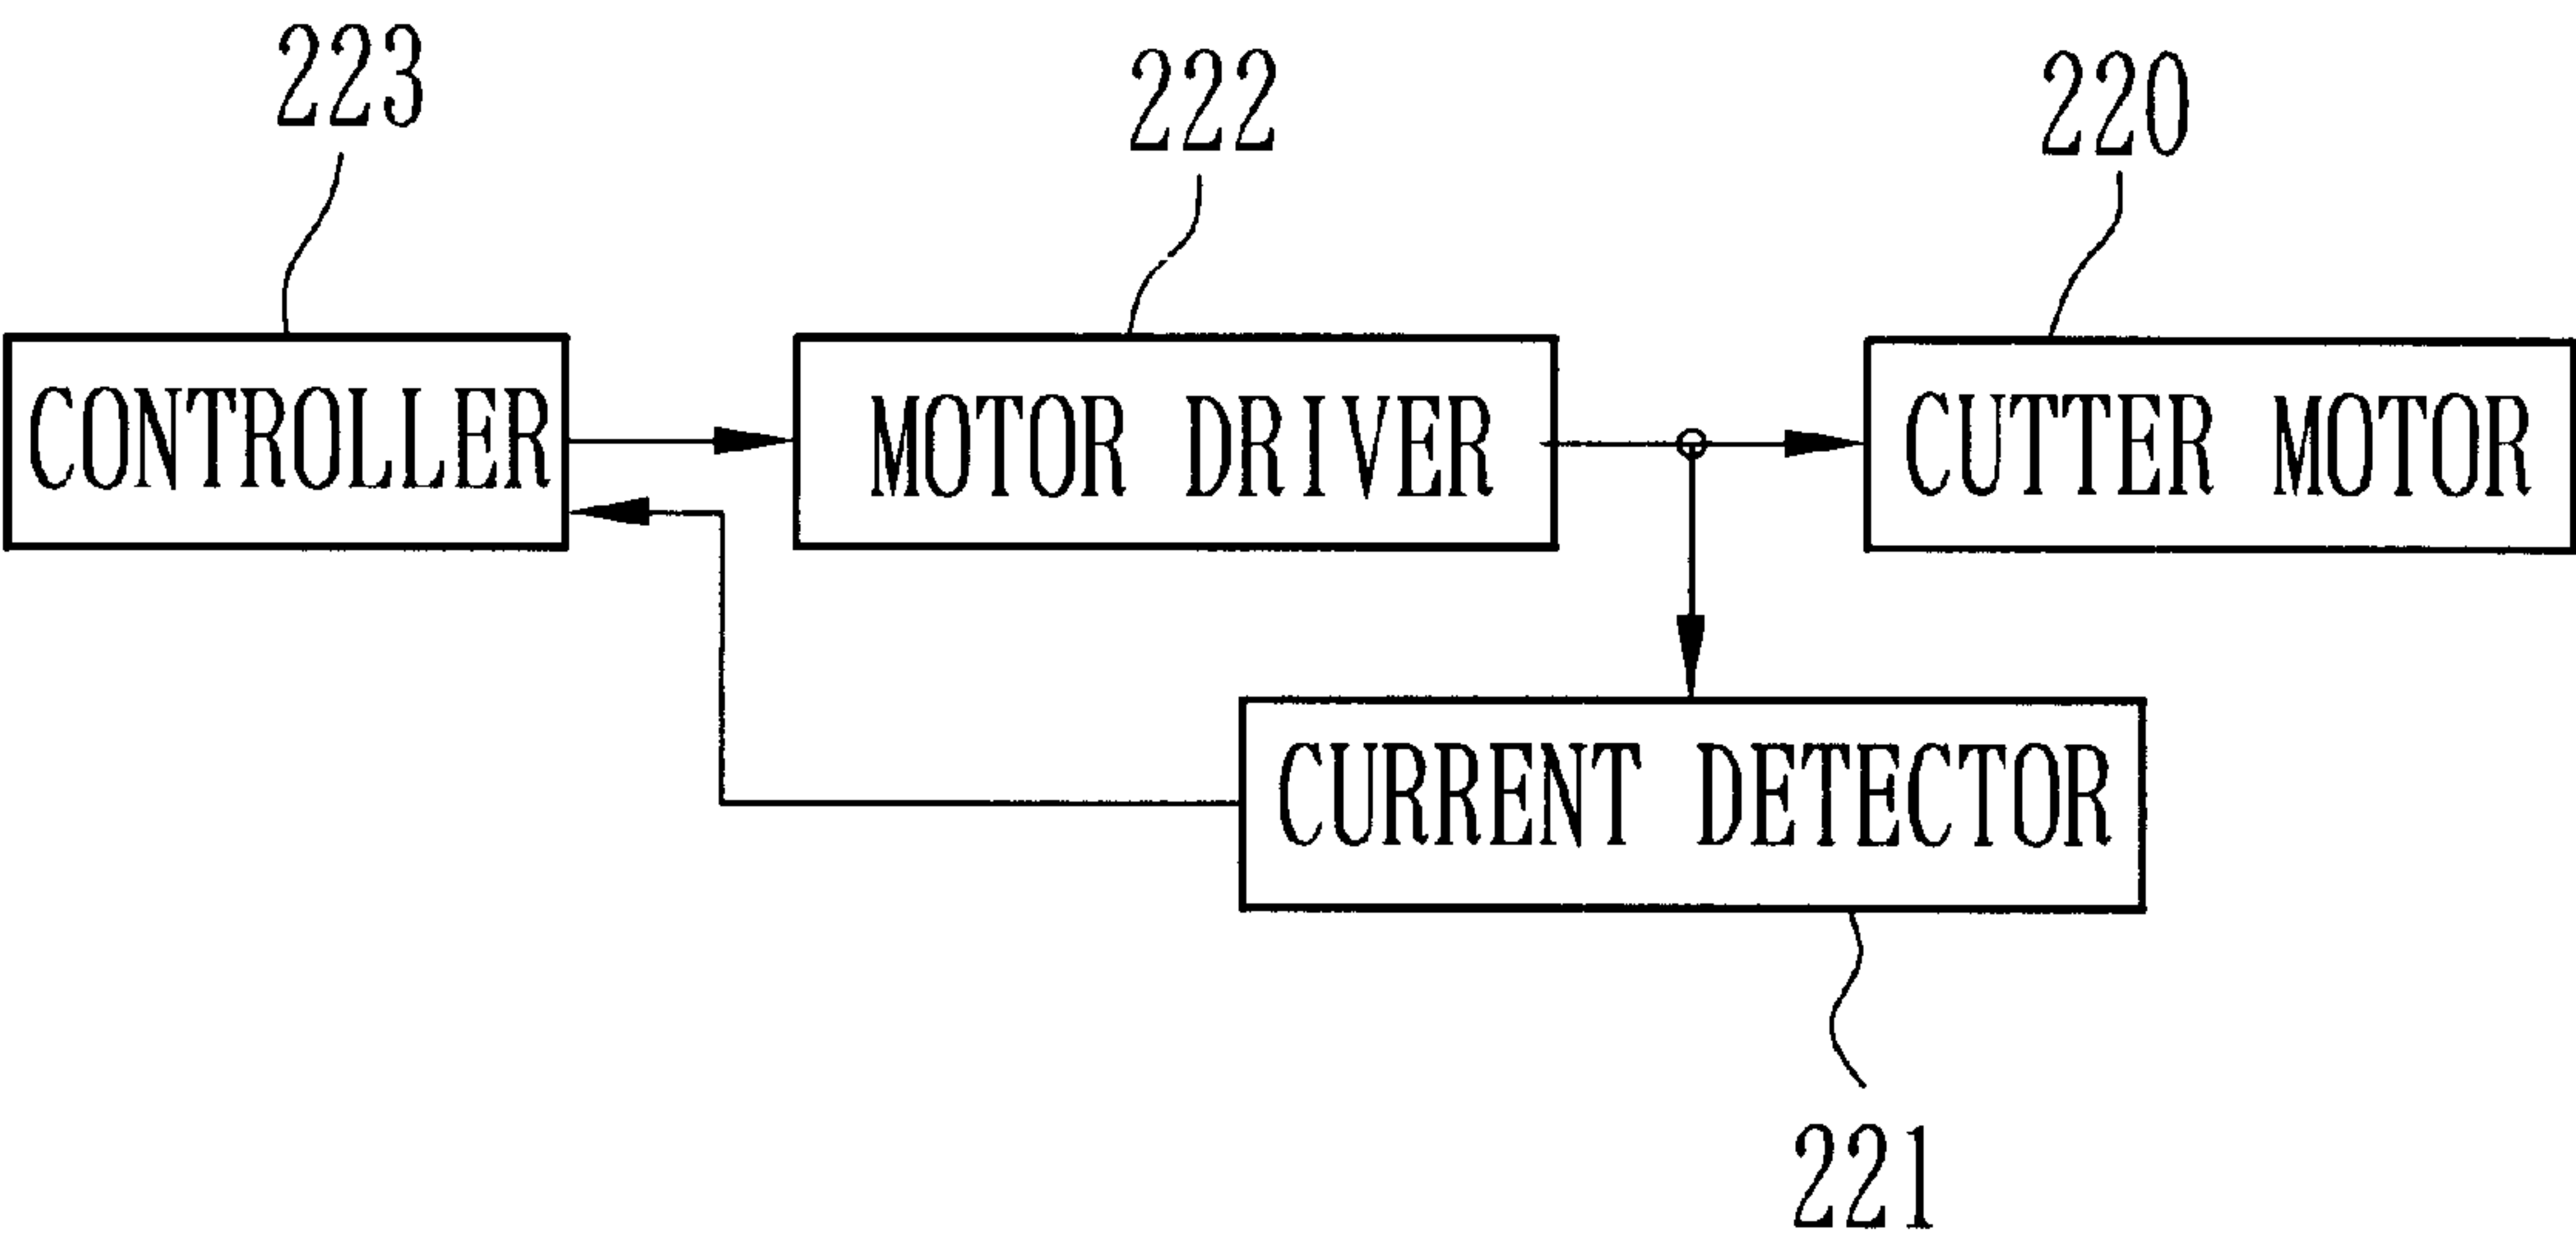 223
222
220
CONTROLLER
MOTOR DRIVER
CUTTER MOTOR
CURRENT DETECTOR
221